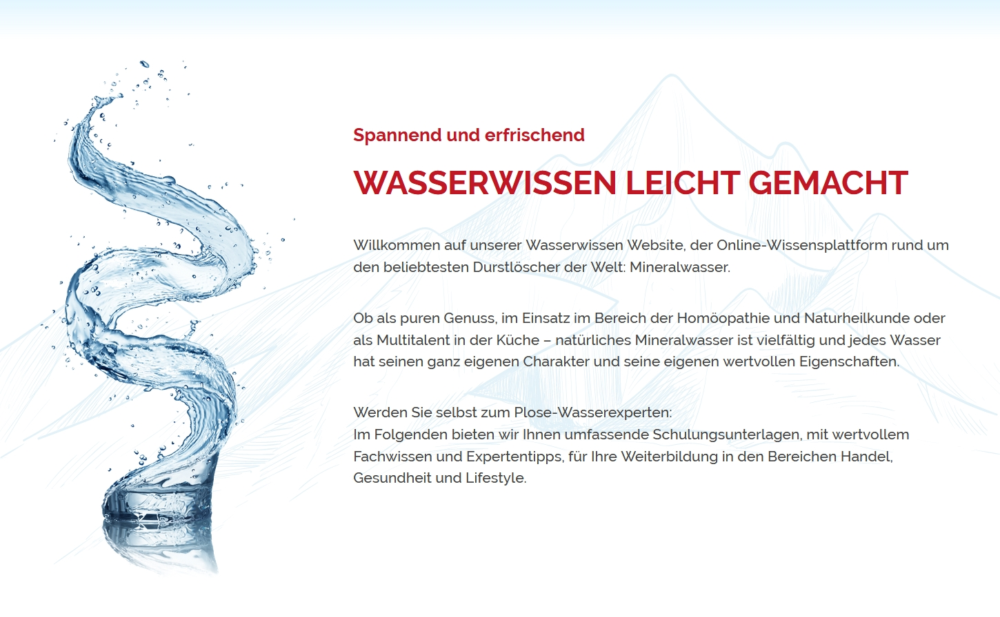 Spannend und erfrischend
WASSERWISSEN LEICHT GEMACHT
Willkommen auf unserer Wasserwissen Website, der Online-Wissensplattform rund um
den beliebtesten Durstlöscher der Welt: Mineralwasser.
Ob als puren Genuss, im Einsatz im Bereich der Homöopathie und Naturheilkunde oder
als Multitalent in der Küche – natürliches Mineralwasser ist vielfältig und jedes Wasser
hat seinen ganz eigenen Charakter und seine eigenen wertvollen Eigenschaften.
Werden Sie selbst zum Plose-Wasserexperten:
Im Folgenden bieten wir Ihnen umfassende Schulungsunterlagen, mit wertvollem
Fachwissen und Expertentipps, für Ihre Weiterbildung in den Bereichen Handel,
Gesundheit und Lifestyle.